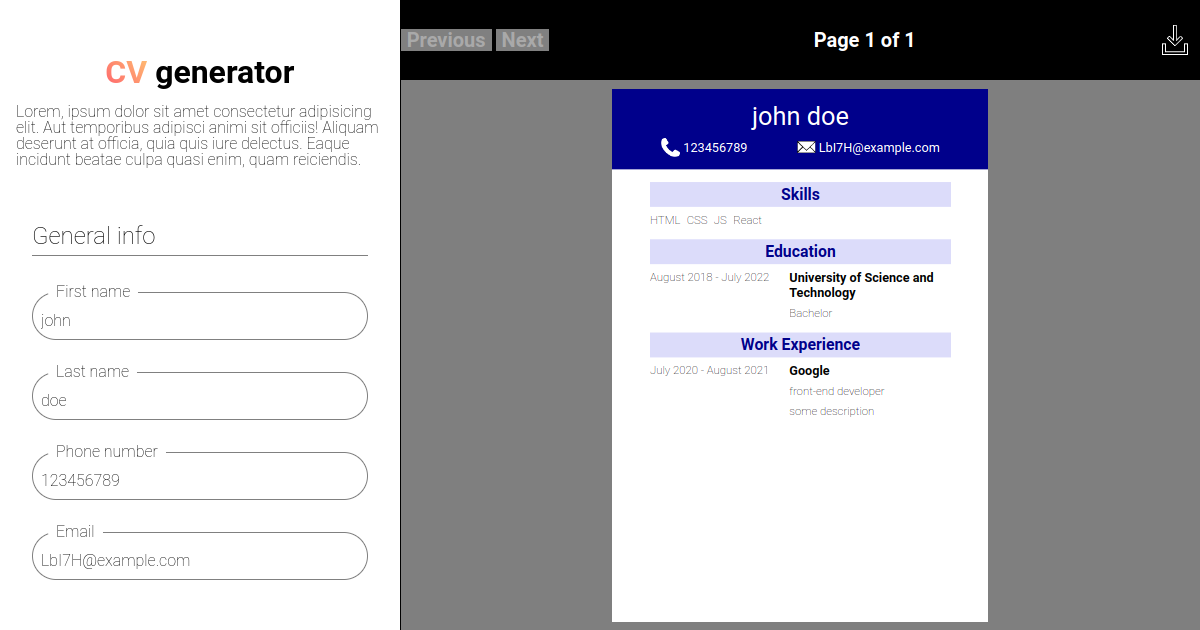 CV generator
Lorem, ipsum dolor sit amet consectetur adipisicing
elit. Aut temporibus adipisci animi sit officiis! Aliquam
deserunt at officia, quia quis iure delectus. Eaque
incidunt beatae culpa quasi enim, quam reiciendis.
General info
First name
john
Last name
doe
Phone number
123456789
Email
LbI7H@example.com
Previous Next Page 1 of 1
john doe
123456789 LbI7H@example.com
Skills
HTML CSS JS React
Education
August 2018 - July 2022 University of Science and
Technology
Bachelor
Work Experience
July 2020 - August 2021 Google
front-end developer
some description